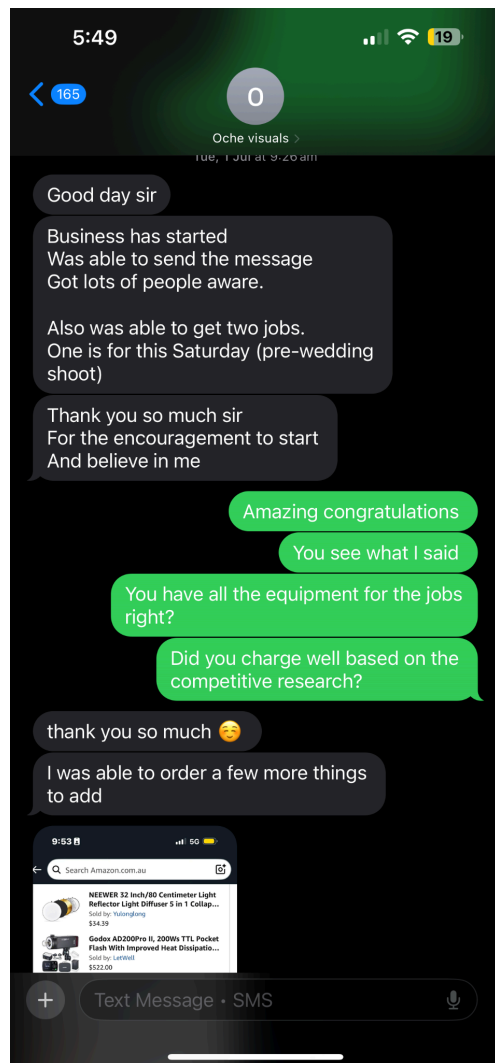 5:49
19
165
O
Oche visuals
Tue, 1 Jul at 9:26 am
Good day sir
Business has started
Was able to send the message
Got lots of people aware.
Also was able to get two jobs.
One is for this Saturday (pre-wedding
shoot)
Thank you so much sir
For the encouragement to start
And believe in me
Amazing congratulations
You see what I said
You have all the equipment for the jobs
right?
Did you charge well based on the
competitive research?
thank you so much ☺️
I was able to order a few more things
to add
9:53
5G
Search Amazon.com.au
NEEWER 32 Inch/80 Centimeter Light
Reflector Light Diffuser 5 in 1 Collap...
Sold by: Yulonglong
$34.39
Godox AD200Pro II, 200Ws TTL Pocket
Flash With Improved Heat Dissipatio...
Sold by: LetWell
$522.00
Text Message • SMS